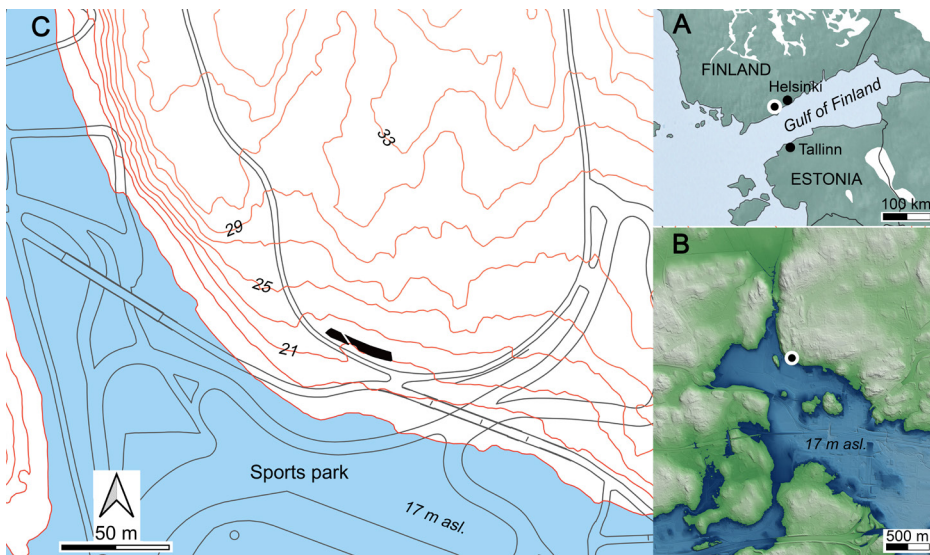 C
33
29
25
21
Sports park
17 m asl.
50 m
A
FINLAND
Helsinki
Gulf of Finland
Tallinn
ESTONIA
100 km
B
17 m asl.
500 m